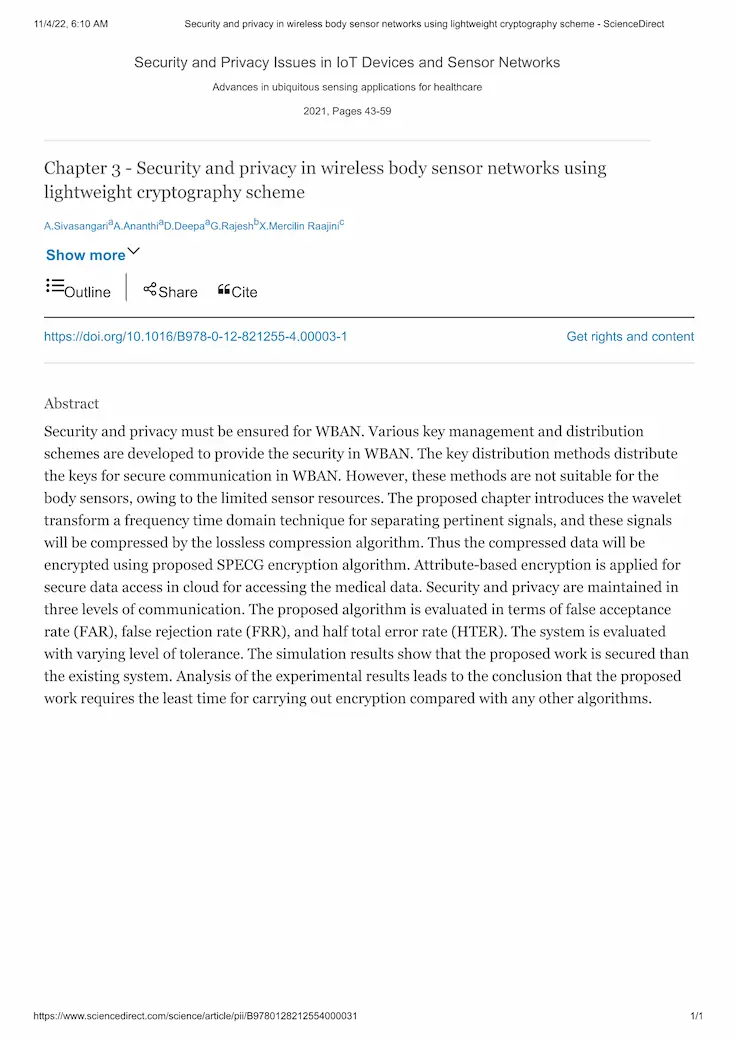 11/4/22, 6:10 AM Security and privacy in wireless body sensor networks using lightweight cryptography scheme - ScienceDirect
Security and Privacy Issues in IoT Devices and Sensor Networks
Advances in ubiquitous sensing applications for healthcare
2021, Pages 43-59
Chapter 3 - Security and privacy in wireless body sensor networks using
lightweight cryptography scheme
A.SivasangariaA.AnanthiaD.DeepaaG.RajeshbX.Mercilin Raajinic
Show more
Outline Share Cite
https://doi.org/10.1016/B978-0-12-821255-4.00003-1 Get rights and content
Abstract
Security and privacy must be ensured for WBAN. Various key management and distribution
schemes are developed to provide the security in WBAN. The key distribution methods distribute
the keys for secure communication in WBAN. However, these methods are not suitable for the
body sensors, owing to the limited sensor resources. The proposed chapter introduces the wavelet
transform a frequency time domain technique for separating pertinent signals, and these signals
will be compressed by the lossless compression algorithm. Thus the compressed data will be
encrypted using proposed SPECG encryption algorithm. Attribute-based encryption is applied for
secure data access in cloud for accessing the medical data. Security and privacy are maintained in
three levels of communication. The proposed algorithm is evaluated in terms of false acceptance
rate (FAR), false rejection rate (FRR), and half total error rate (HTER). The system is evaluated
with varying level of tolerance. The simulation results show that the proposed work is secured than
the existing system. Analysis of the experimental results leads to the conclusion that the proposed
work requires the least time for carrying out encryption compared with any other algorithms.
https://www.sciencedirect.com/science/article/pii/B9780128212554000031 1/1